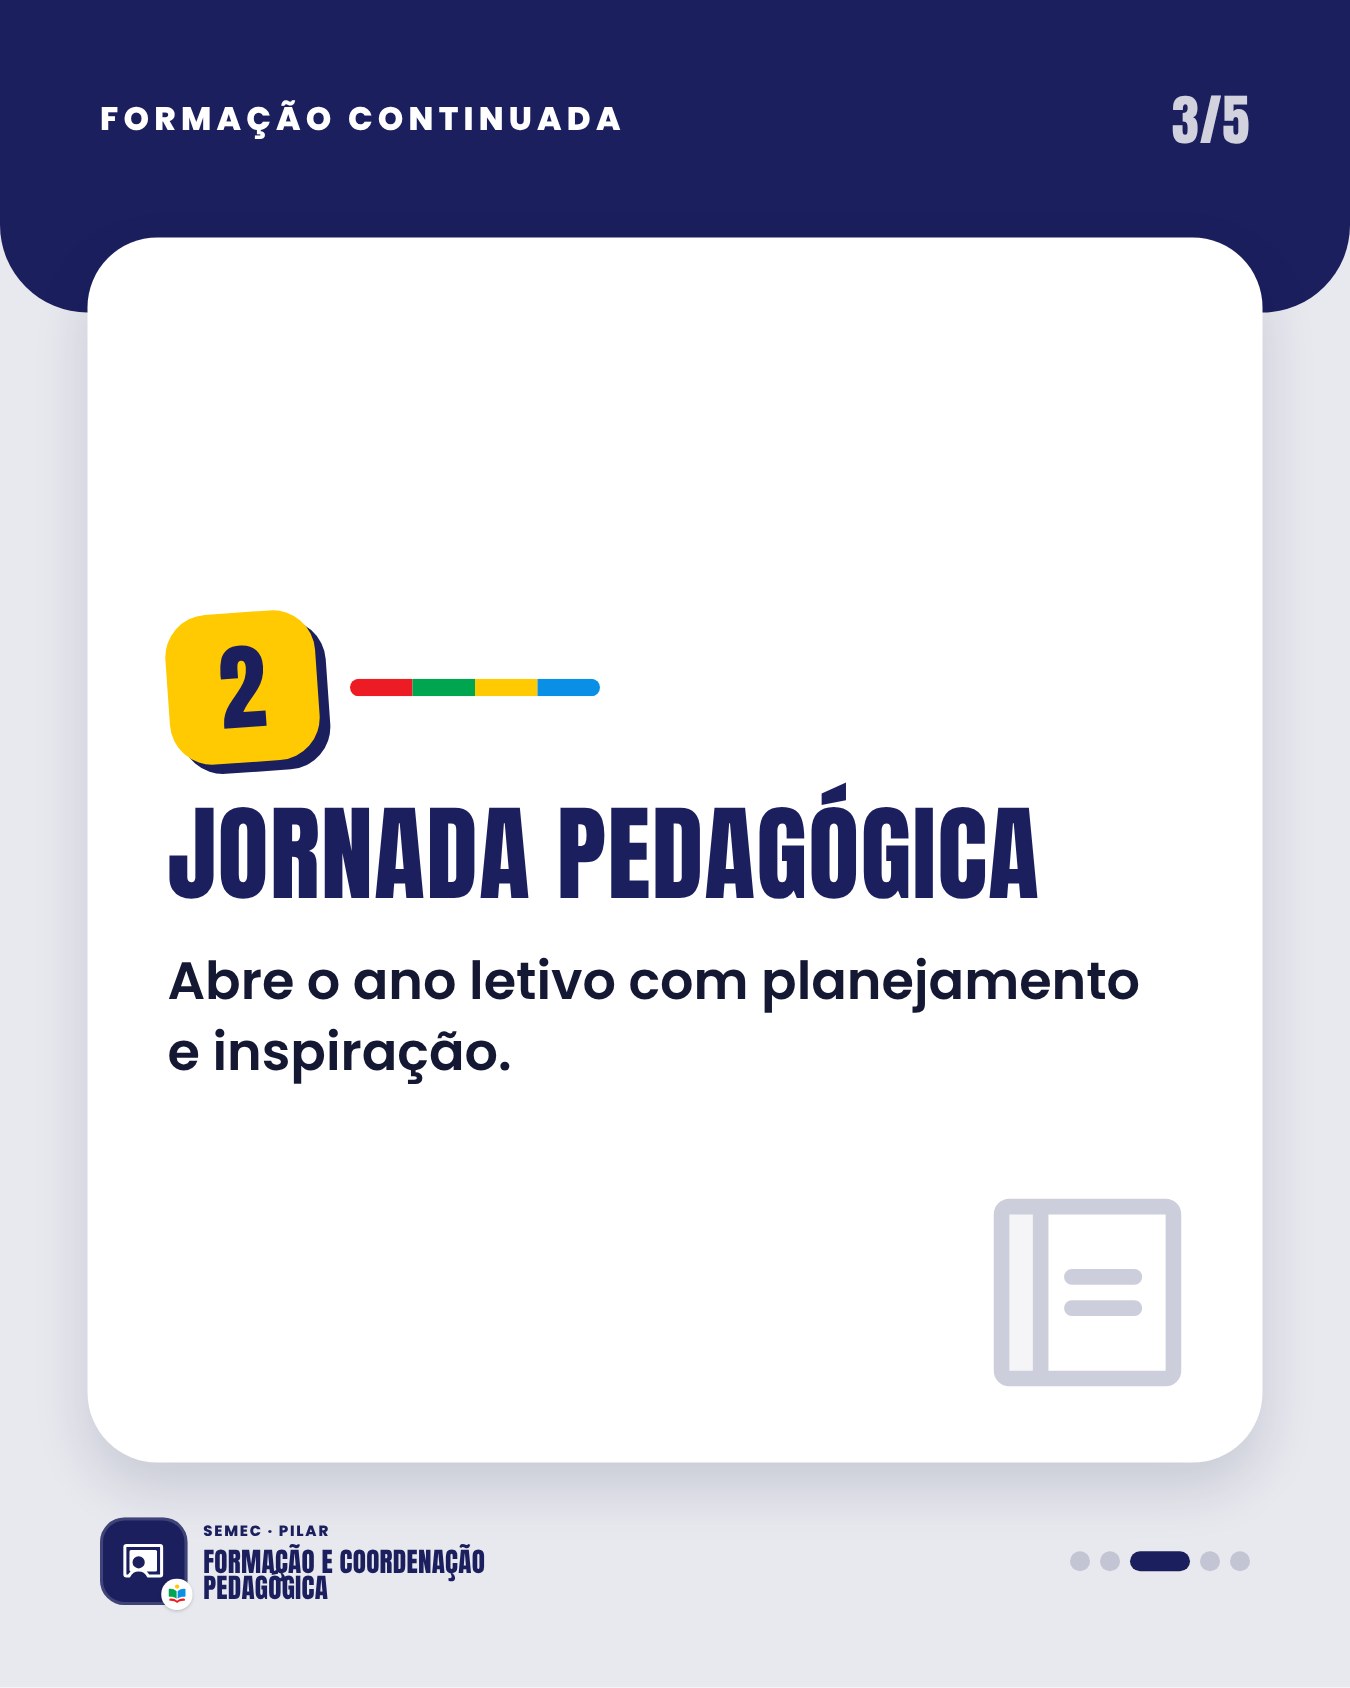 FORMAÇÃO CONTINUADA
3/5
2
JORNADA PEDAGÓGICA
Abre o ano letivo com planejamento
e inspiração.
SEMEC · PILAR
FORMAÇÃO E COORDENAÇÃO
PEDAGÓGICA